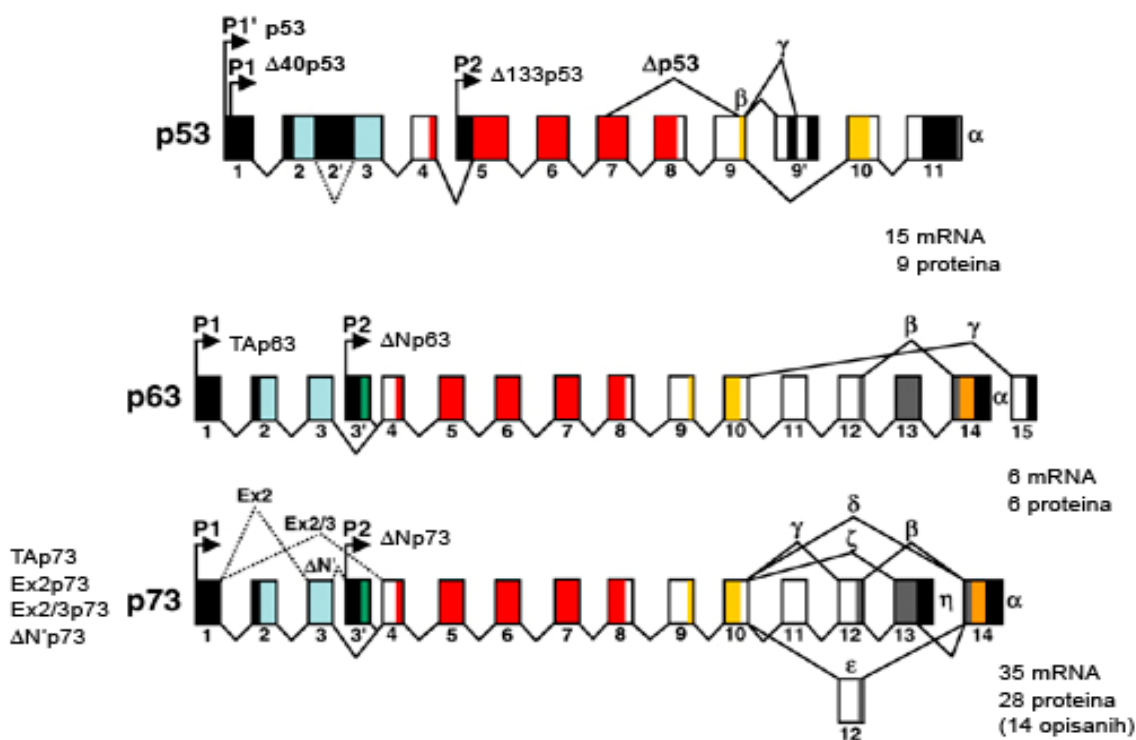 P1' p53
P1 Δ40p53
P2 Δ133p53
Δp53
β
γ
p53
α
1 2 2' 3 4 5 6 7 8 9 9' 10 11
15 mRNA
9 proteina
P1 TAp63
P2 ΔNp63
β
γ
p63
α
1 2 3 3' 4 5 6 7 8 9 10 11 12 13 14 15
6 mRNA
6 proteina
Ex2
Ex2/3
ΔN'
P1
P2 ΔNp73
δ
γ
ζ
β
TAp73
Ex2p73
Ex2/3p73
ΔN'p73
p73
η
α
1 2 3 3' 4 5 6 7 8 9 10 11 12 13 14
ε
12
35 mRNA
28 proteina
(14 opisanih)